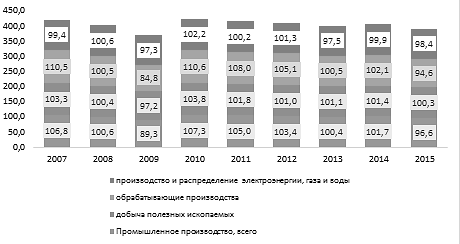 450,0
400,0
350,0
300,0
250,0
200,0
150,0
100,0
50,0
0,0
99,4 100,6 97,3 102,2 100,2 101,3 97,5 99,9 98,4
110,5 100,5 84,8 110,6 108,0 105,1 100,5 102,1 94,6
103,3 100,4 97,2 103,8 101,8 101,0 101,1 101,4 100,3
106,8 100,6 89,3 107,3 105,0 103,4 100,4 101,7 96,6
2007 2008 2009 2010 2011 2012 2013 2014 2015
производство и распределение электроэнергии, газа и воды
обрабатывающие производства
добыча полезных ископаемых
Промышленное производство, всего